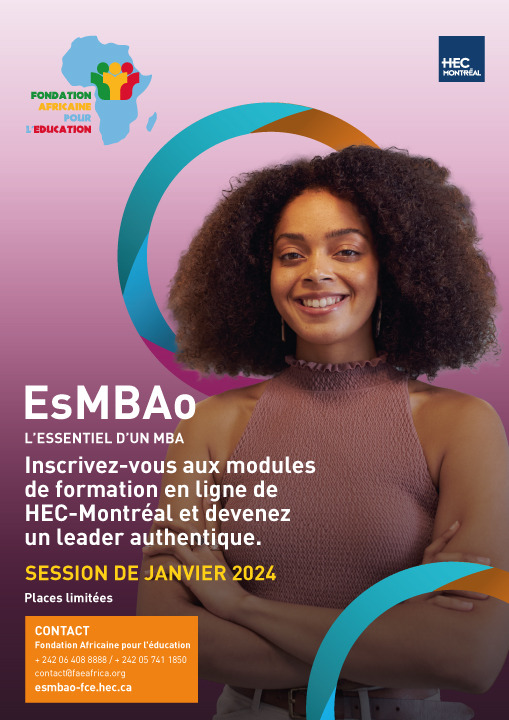 FONDATION
AFRICAINE
POUR
L'EDUCATION
HEC
MONTRÉAL
EsMBAo
L'ESSENTIEL D'UN MBA
Inscrivez-vous aux modules
de formation en ligne de
HEC-Montréal et devenez
un leader authentique.
SESSION DE JANVIER 2024
Places limitées
CONTACT
Fondation Africaine pour l'éducation
+ 242 06 408 8888 / + 242 05 741 1850
contact@faeafrica.org
esmbao-fce.hec.ca